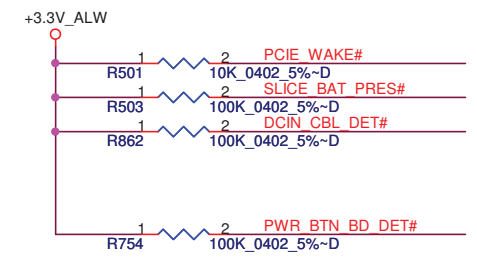 +3.3V_ALW
1 2 PCIE_WAKE#
R501 10K_0402_5%~D
1 2 SLICE_BAT_PRES#
R503 100K_0402_5%~D
1 2 DCIN_CBL_DET#
R862 100K_0402_5%~D
1 2 PWR_BTN_BD_DET#
R754 100K_0402_5%~D